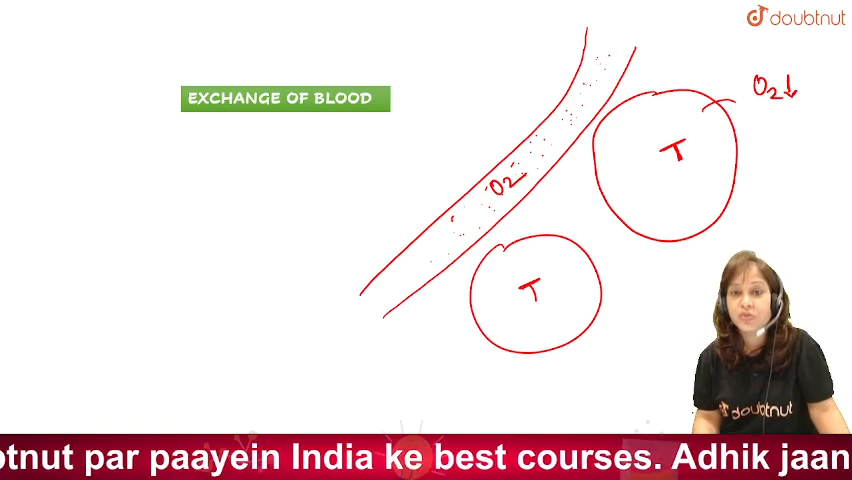 doubtnut
EXCHANGE OF BLOOD
O2↓
T
O2
T
doubtnut
otnut par paayein India ke best courses. Adhik jaan